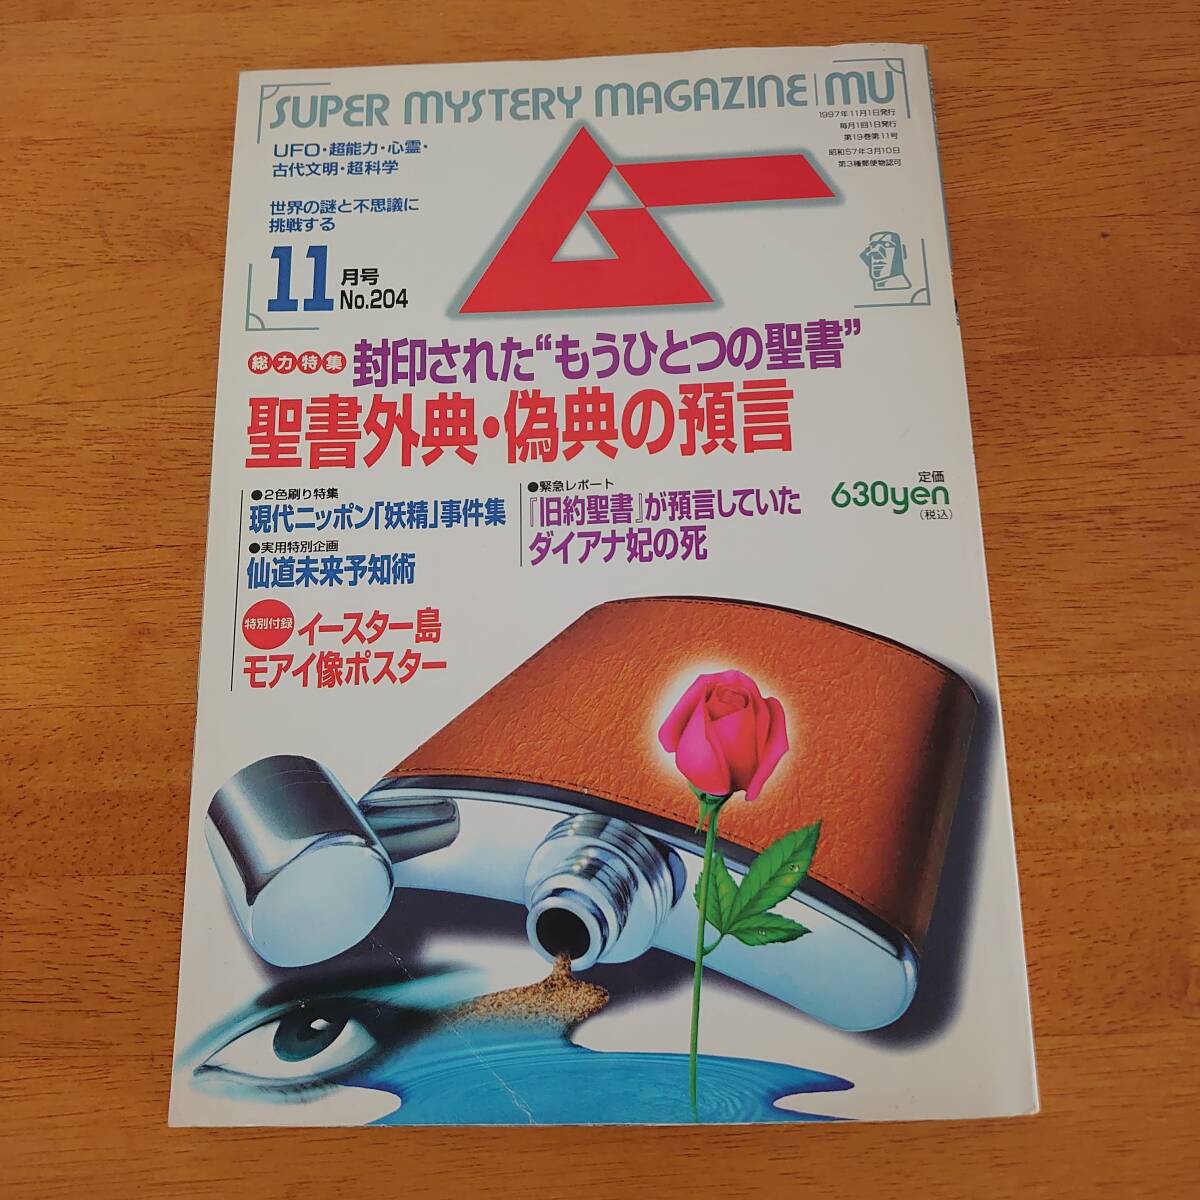 SUPER MYSTERY MAGAZINE MU
1997年11月1日発行
毎月1回1日発行
第19巻第11号
昭和57年3月10日
第3種郵便物認可
UFO・超能力・心霊・
古代文明・超科学
世界の謎と不思議に
挑戦する
ムー
11月号
No.204
総力特集 封印された“もうひとつの聖書”
聖書外典・偽典の預言
●2色刷り特集
現代ニッポン「妖精」事件集
●実用特別企画
仙道未来予知術
●緊急レポート
『旧約聖書』が預言していた
ダイアナ妃の死
定価
630yen
(税込)
特別付録 イースター島
モアイ像ポスター